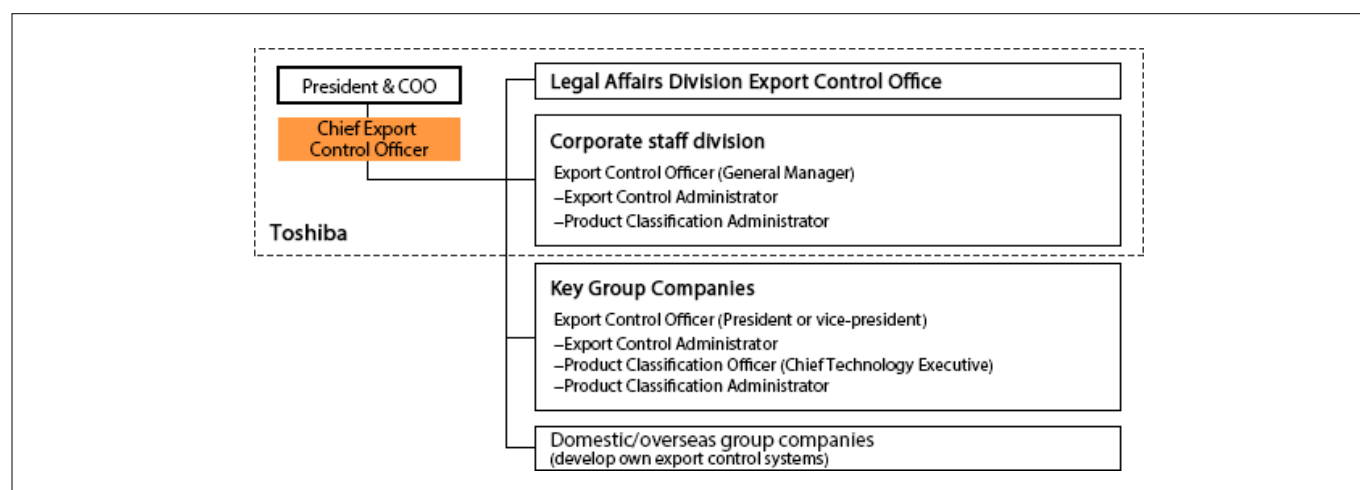 President & COO
Chief Export
Control Officer
Toshiba
Legal Affairs Division Export Control Office
Corporate staff division
Export Control Officer (General Manager)
–Export Control Administrator
–Product Classification Administrator
Key Group Companies
Export Control Officer (President or vice-president)
–Export Control Administrator
–Product Classification Officer (Chief Technology Executive)
–Product Classification Administrator
Domestic/overseas group companies
(develop own export control systems)